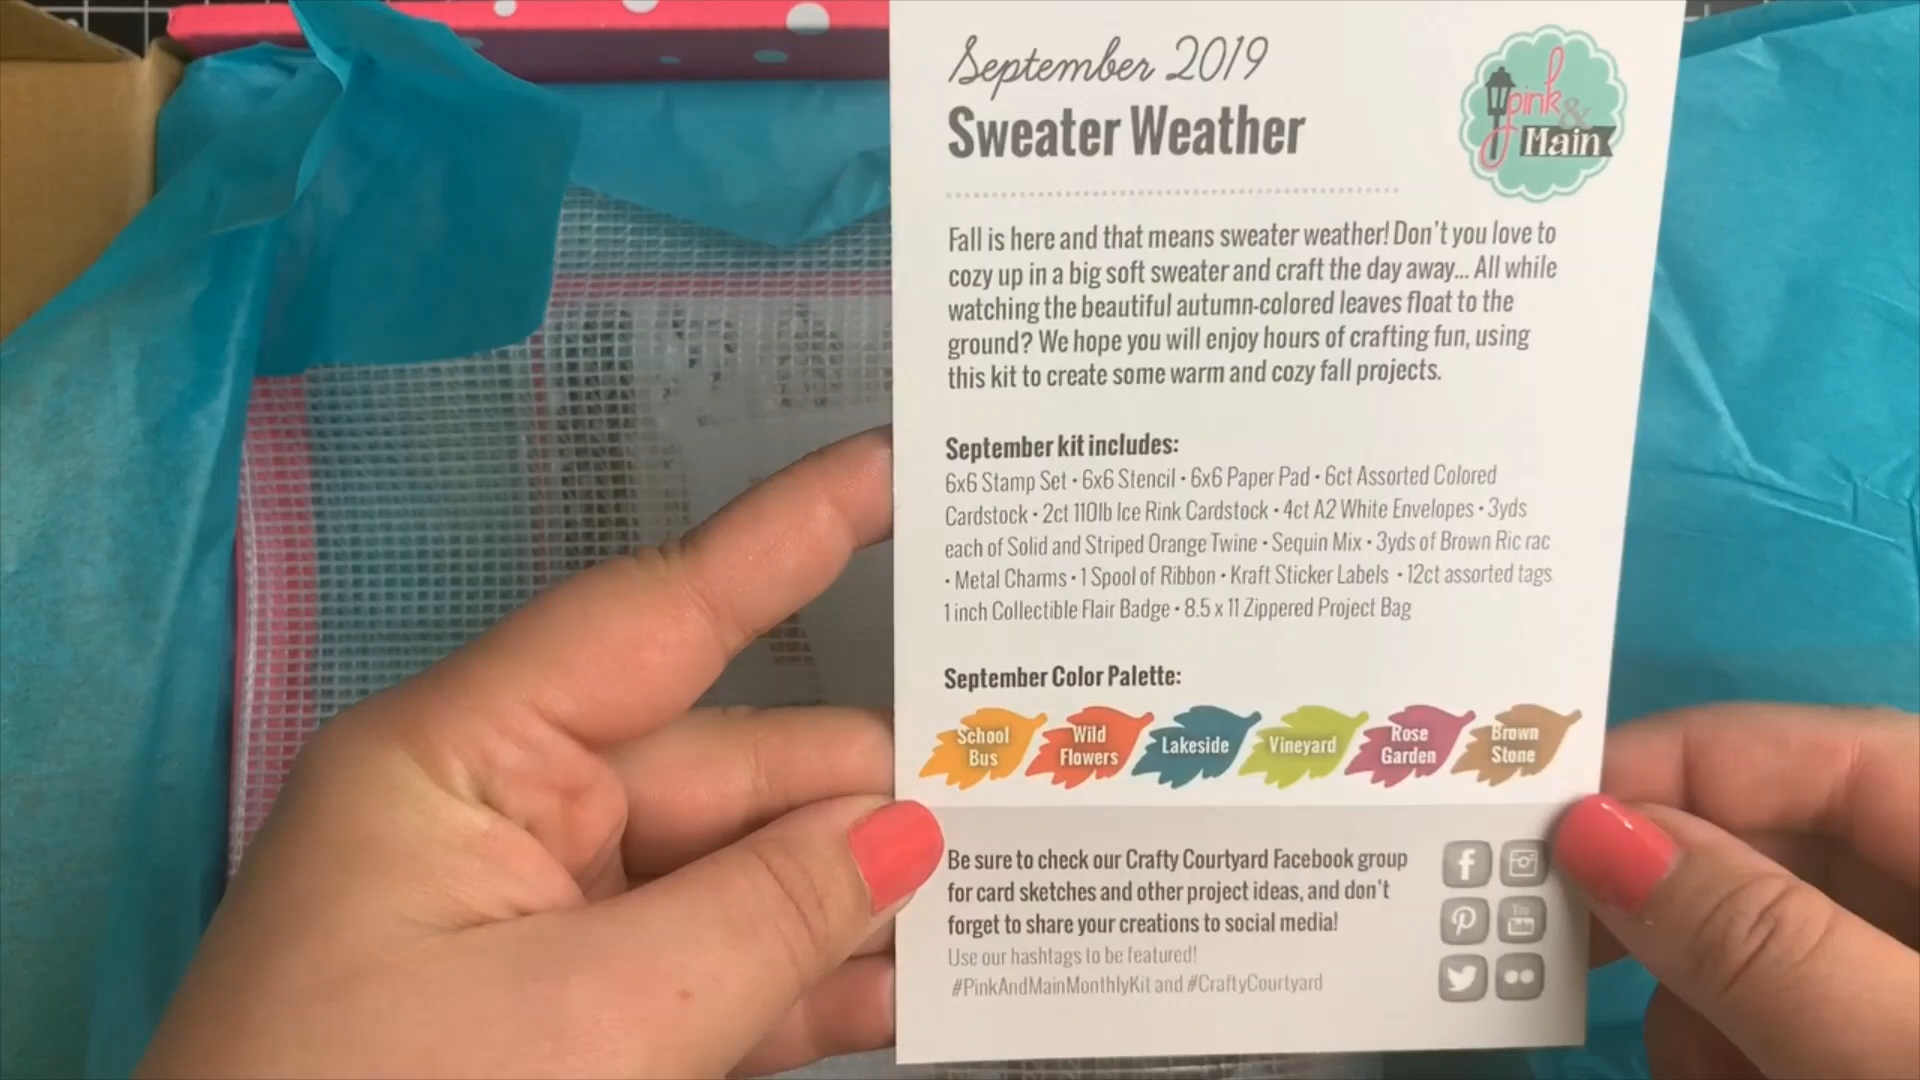 September 2019
Sweater Weather
pink &
Main
Fall is here and that means sweater weather! Don't you love to
cozy up in a big soft sweater and craft the day away... All while
watching the beautiful autumn-colored leaves float to the
ground? We hope you will enjoy hours of crafting fun, using
this kit to create some warm and cozy fall projects.
September kit includes:
6x6 Stamp Set • 6x6 Stencil • 6x6 Paper Pad • 6ct Assorted Colored
Cardstock • 2ct 110lb Ice Rink Cardstock • 4ct A2 White Envelopes • 3yds
each of Solid and Striped Orange Twine • Sequin Mix • 3yds of Brown Ric rac
• Metal Charms • 1 Spool of Ribbon • Kraft Sticker Labels • 12ct assorted tags
1 inch Collectible Flair Badge • 8.5 x 11 Zippered Project Bag
September Color Palette:
School
Bus
Wild
Flowers
Lakeside
Vineyard
Rose
Garden
Brown
Stone
Be sure to check our Crafty Courtyard Facebook group
for card sketches and other project ideas, and don't
forget to share your creations to social media!
Use our hashtags to be featured!
#PinkAndMainMonthlyKit and #CraftyCourtyard
You
Tube